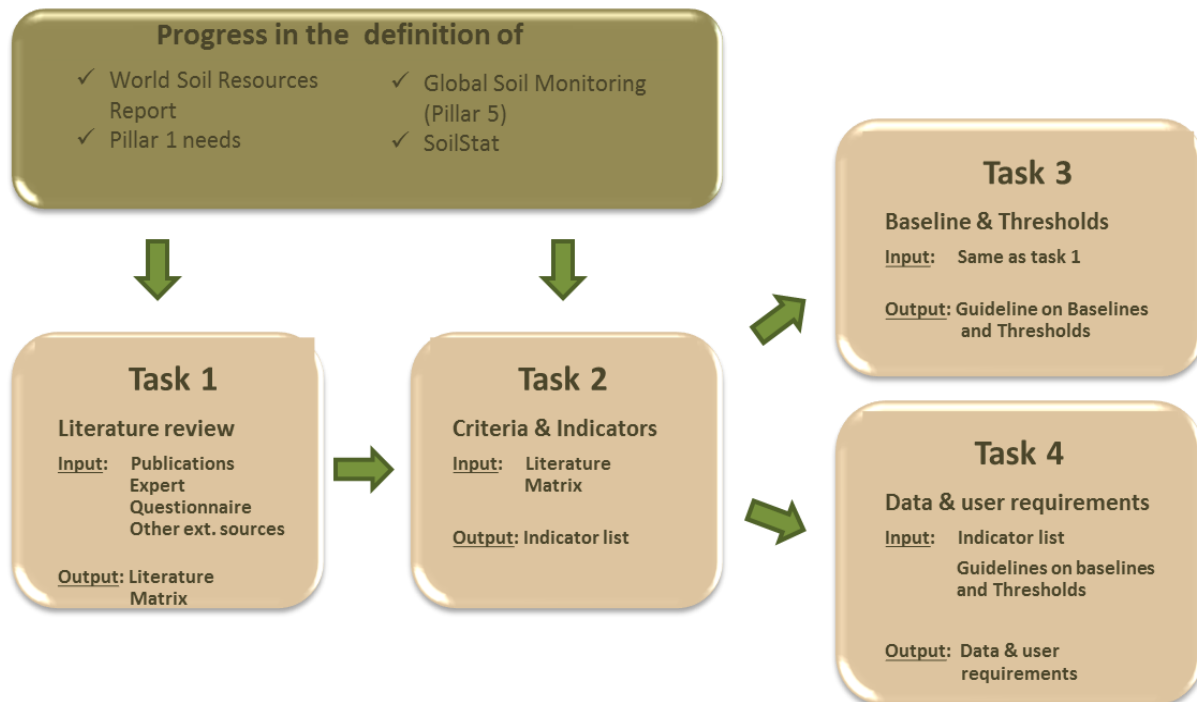 Progress in the definition of
✓ World Soil Resources
Report
✓ Pillar 1 needs
✓ Global Soil Monitoring
(Pillar 5)
✓ SoilStat
Task 1
Literature review
Input: Publications
Expert
Questionnaire
Other ext. sources
Output: Literature
Matrix
Task 2
Criteria & Indicators
Input: Literature
Matrix
Output: Indicator list
Task 3
Baseline & Thresholds
Input: Same as task 1
Output: Guideline on Baselines
and Thresholds
Task 4
Data & user requirements
Input: Indicator list
Guidelines on baselines
and Thresholds
Output: Data & user
requirements